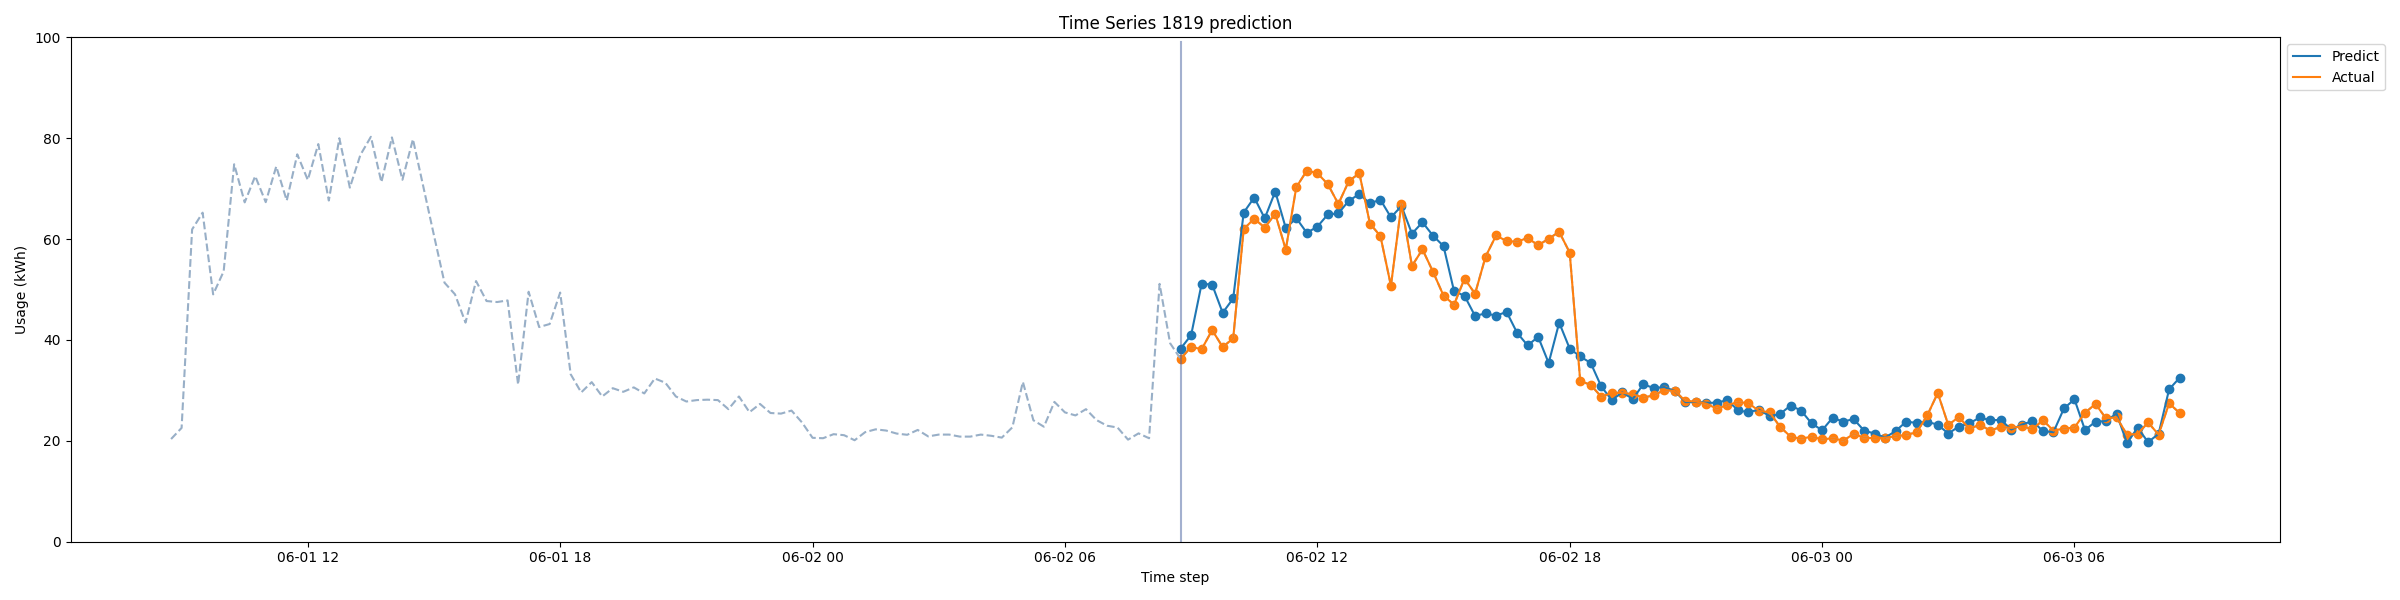 Time Series 1819 prediction
Predict
Actual
Usage (kWh)
100
80
60
40
20
0
06-01 12
06-01 18
06-02 00
06-02 06
06-02 12
06-02 18
06-03 00
06-03 06
Time step